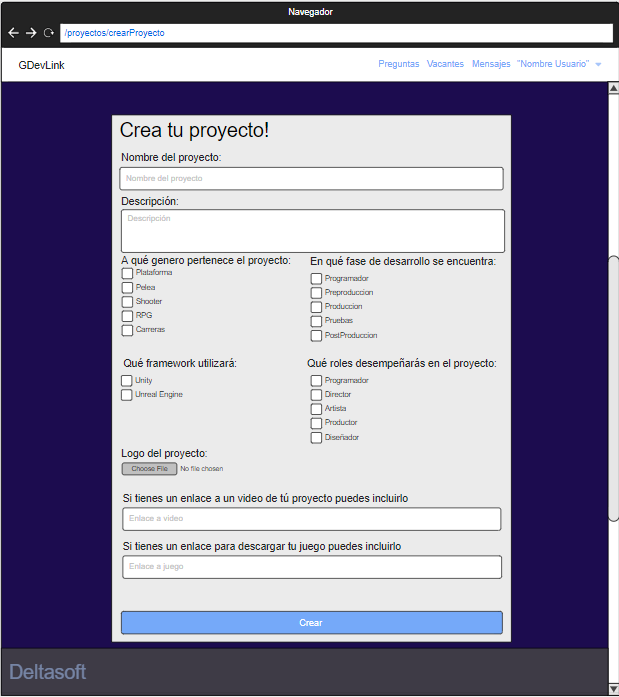 Navegador
/proyectos/crearProyecto
GDevLink
Preguntas Vacantes Mensajes "Nombre Usuario"
Crea tu proyecto!
Nombre del proyecto:
Nombre del proyecto
Descripción:
Descripción
A qué genero pertenece el proyecto:
Plataforma
Pelea
Shooter
RPG
Carreras
En qué fase de desarrollo se encuentra:
Programador
Preproduccion
Produccion
Pruebas
PostProduccion
Qué framework utilizará:
Unity
Unreal Engine
Qué roles desempeñarás en el proyecto:
Programador
Director
Artista
Productor
Diseñador
Logo del proyecto:
Choose File No file chosen
Si tienes un enlace a un video de tú proyecto puedes incluirlo
Enlace a video
Si tienes un enlace para descargar tu juego puedes incluirlo
Enlace a juego
Crear
Deltasoft